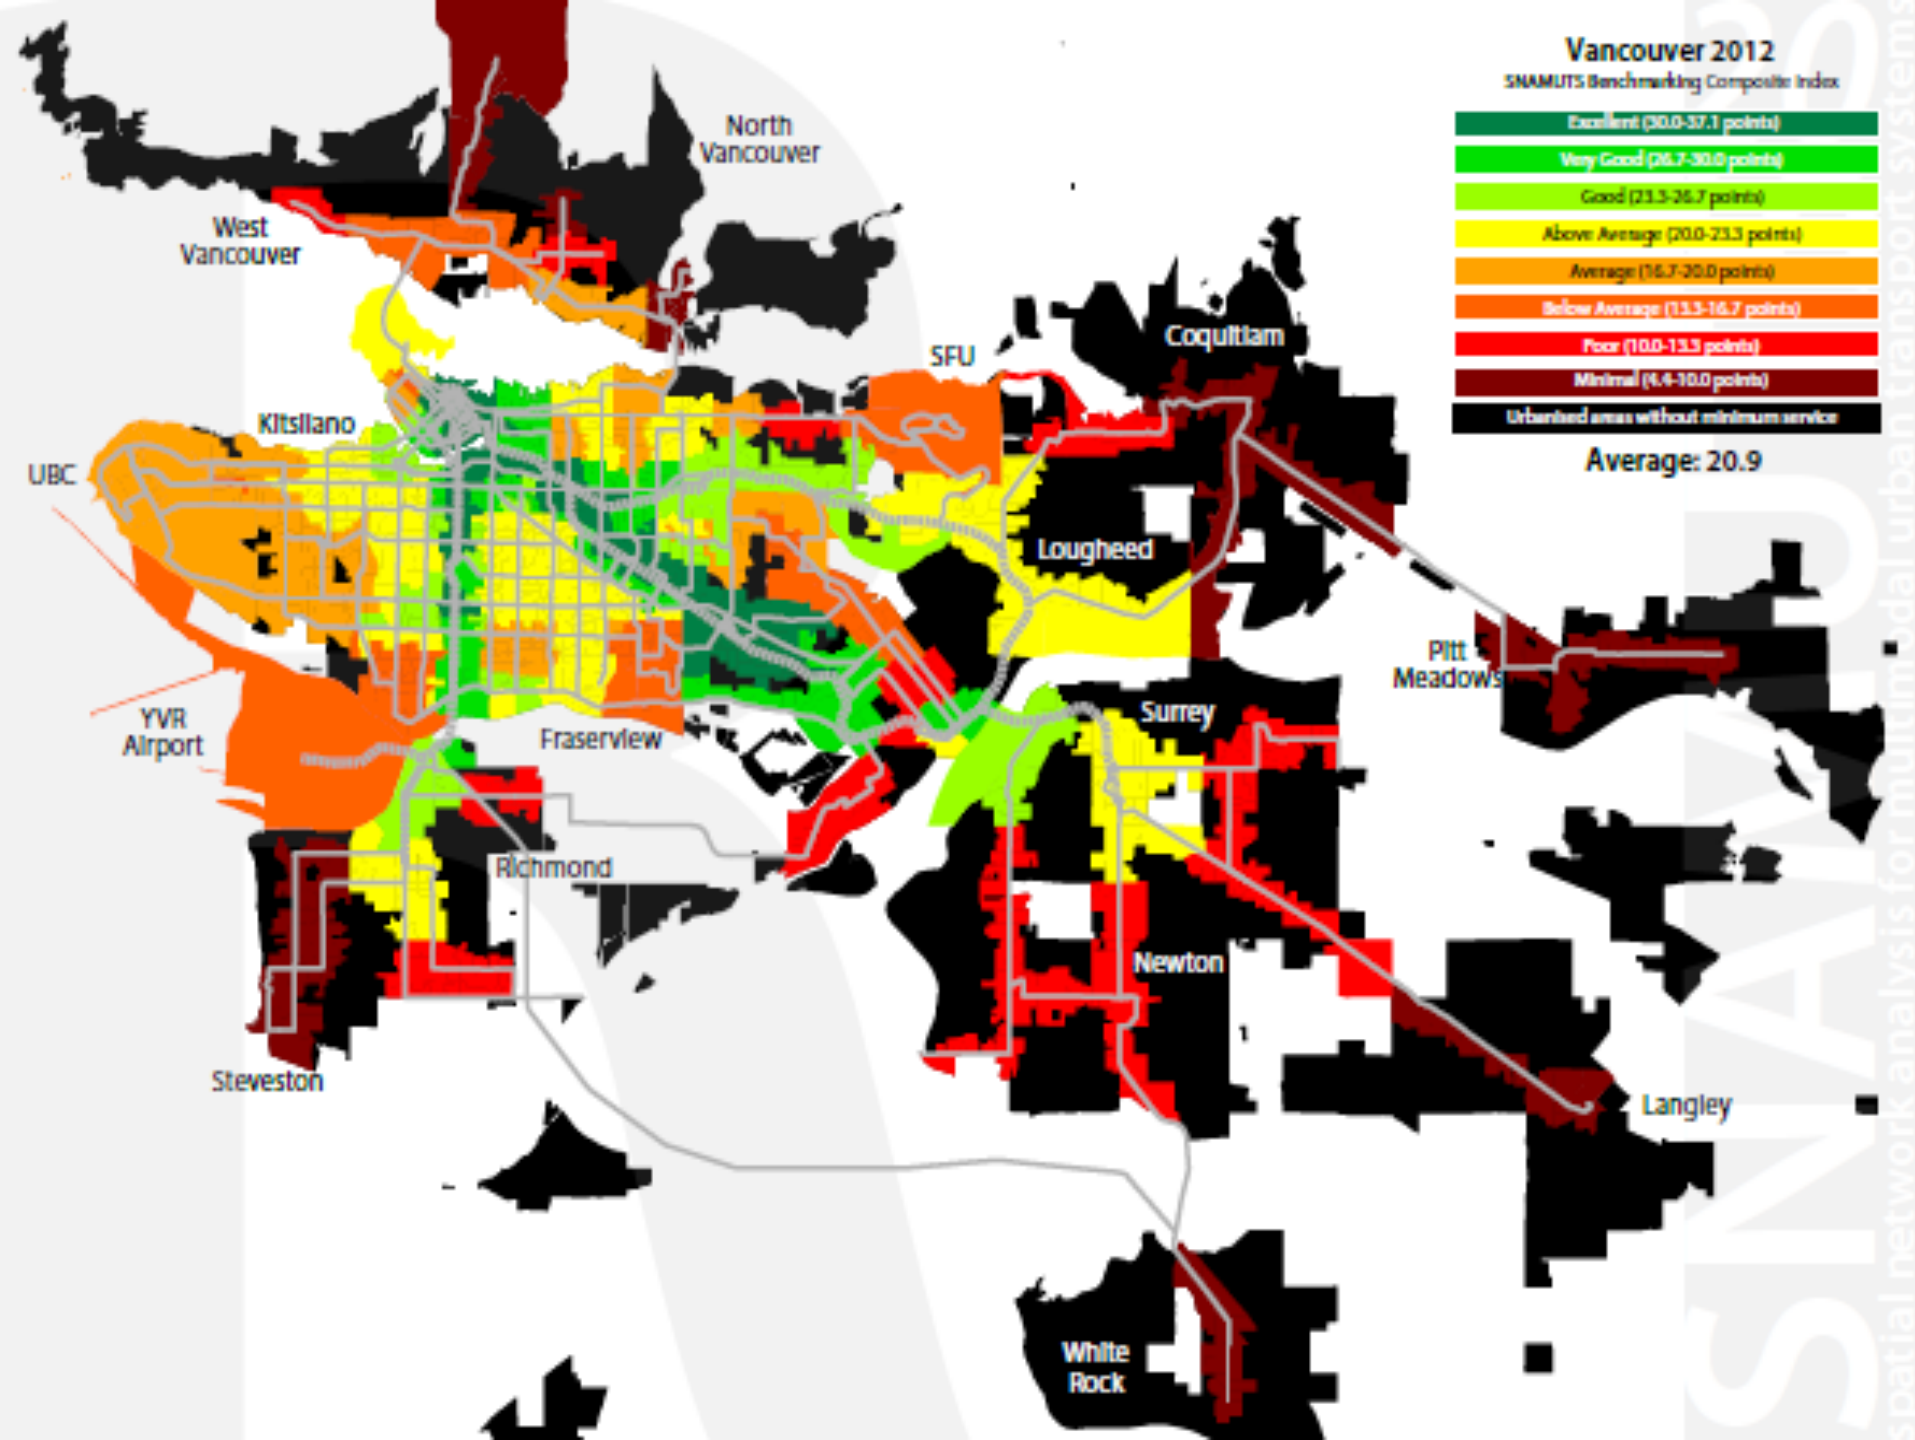 Vancouver 2012
SNAMUTS Benchmarking Composite Index
Excellent (30.0-37.1 points)
Very Good (26.7-30.0 points)
Good (23.3-26.7 points)
Above Average (20.0-23.3 points)
Average (16.7-20.0 points)
Below Average (13.3-16.7 points)
Poor (10.0-13.3 points)
Minimal (4.4-10.0 points)
Urbanised areas without minimum service
Average: 20.9
North
Vancouver
West
Vancouver
SFU
Coquitlam
Kitsilano
UBC
Lougheed
Pitt
Meadows
YVR
Airport
Fraserview
Surrey
Richmond
Newton
Steveston
Langley
White
Rock
SNAMUTS
spatial network analysis for multimodal urban transport systems